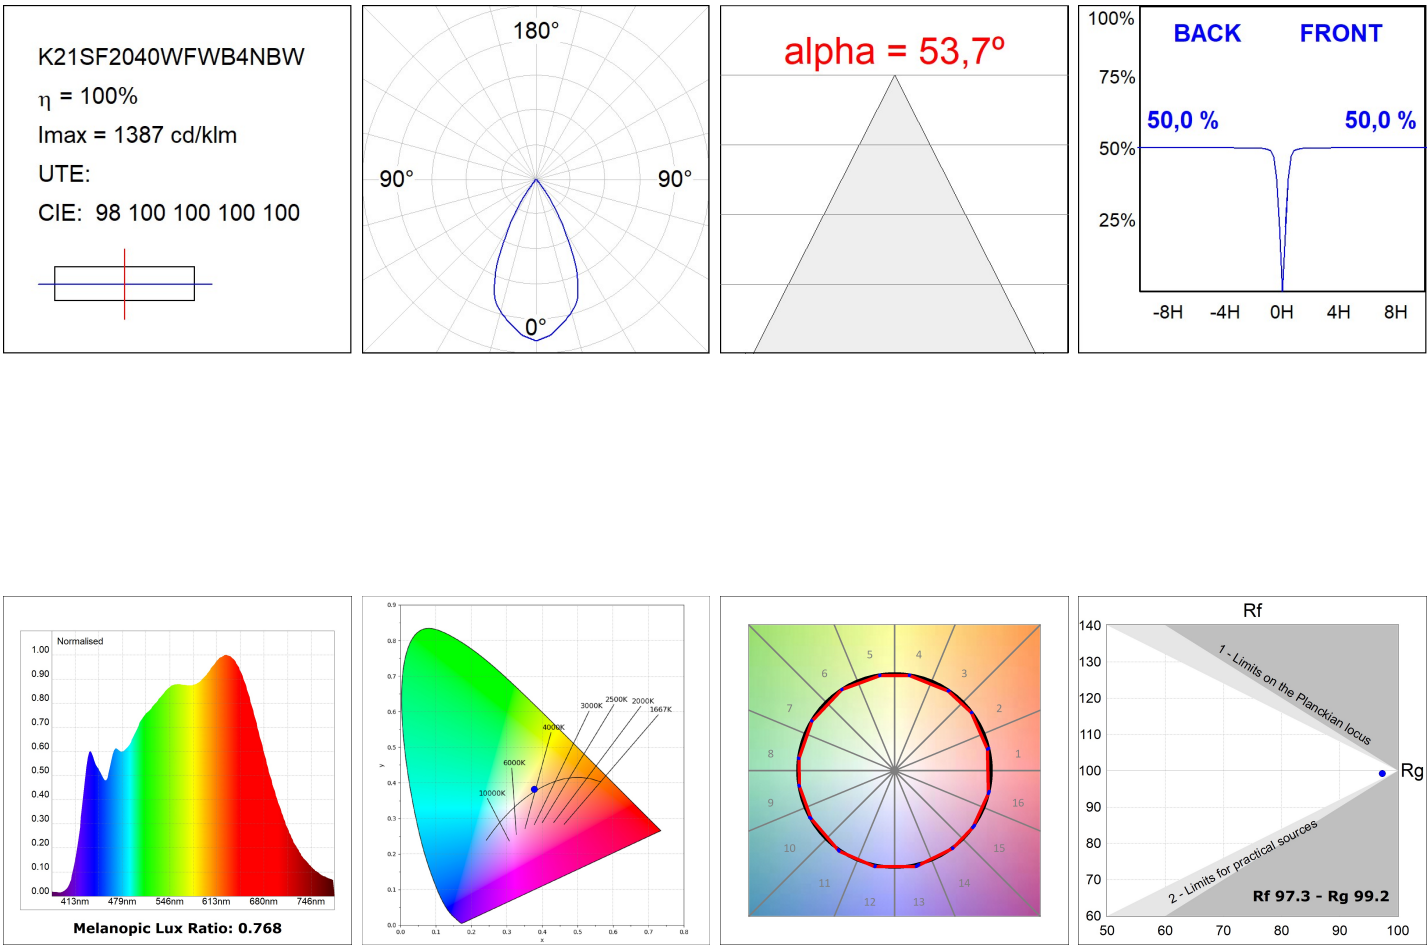 K21SF2040WFWB4NBW
η = 100%
Imax = 1387 cd/klm
UTE:
CIE: 98 100 100 100 100
180°
90°
90°
0°
alpha = 53,7º
100%
BACK
FRONT
75%
50,0 %
50,0 %
50%
25%
-8H
-4H
0H
4H
8H
Normalised
1.00
0.90
0.80
0.70
0.60
0.50
0.40
0.30
0.20
0.10
0.00
413nm
479nm
546nm
613nm
680nm
746nm
Melanopic Lux Ratio: 0.768
0.9
0.8
0.7
0.6
0.5
0.4
0.3
0.2
0.1
0.0
y
2500K
2000K
3000K
1667K
4000K
6000K
10000K
0.0
0.1
0.2
0.3
0.4
0.5
0.6
0.7
0.8
x
5
4
6
3
7
2
8
1
9
16
10
15
11
14
12
13
Rf
140
130
120
110
100
90
80
70
60
1 - Limits on the Planckian locus
Rg
2 - Limits for practical sources
Rf 97.3 - Rg 99.2
50
60
70
80
90
100